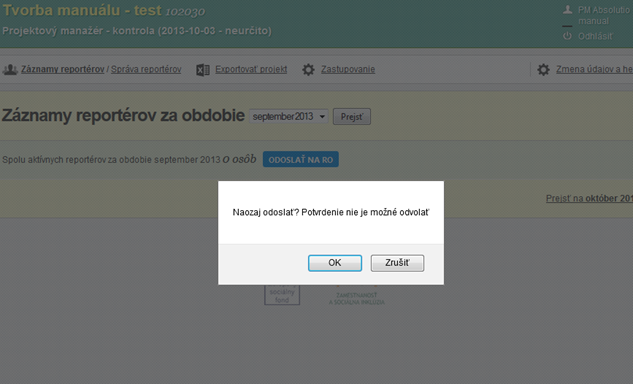 Tvorba manuálu - test 102030
PM Absolutio
manual
Projektový manažér - kontrola (2013-10-03 - neurčito)
Odhlásiť
Záznamy reportérov / Správa reportérov
Exportovať projekt
Zastupovanie
Zmena údajov a he
Záznamy reportérov za obdobie
september2013
Prejsť
Spolu aktívnych reportérov za obdobie september 2013 0 osôb
ODOSLAŤ NA RO
Prejsť na október 201
Naozaj odoslať? Potvrdenie nie je možné odvolať
OK
Zrušiť
sociálny
fond
ZAMESTNANOSŤ
A SOCIÁLNA INKLÚZIA